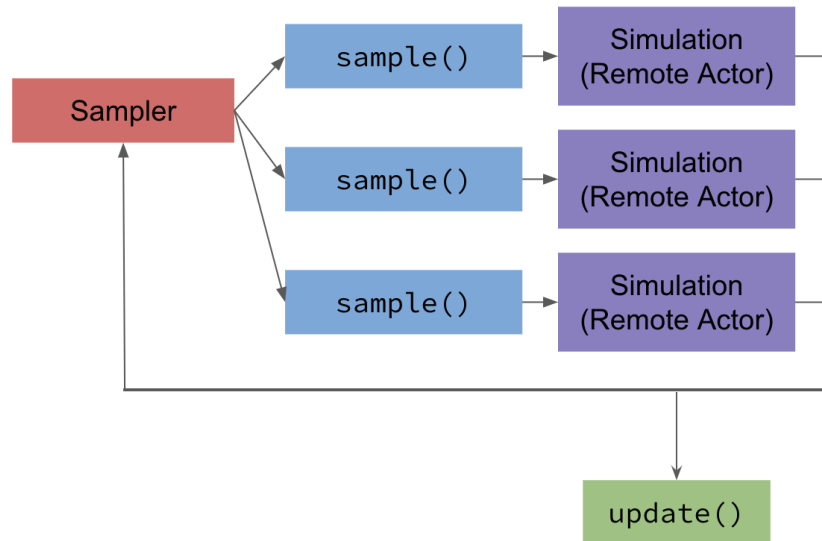 Sampler
sample()
Simulation
(Remote Actor)
sample()
Simulation
(Remote Actor)
sample()
Simulation
(Remote Actor)
update()